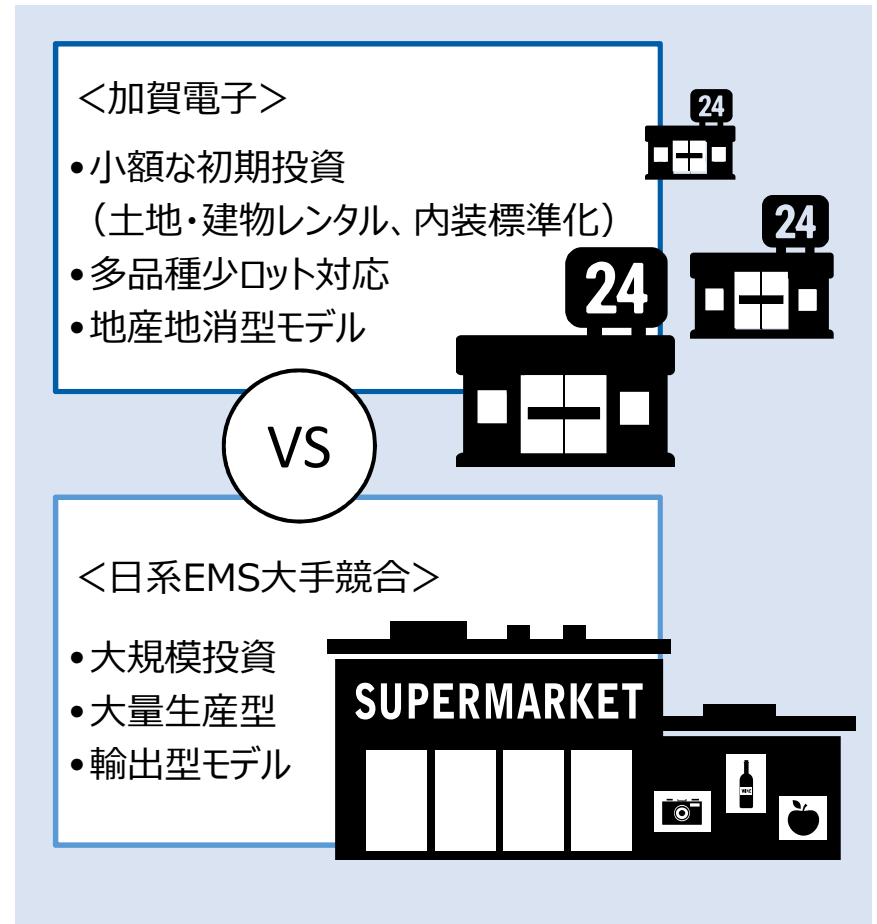 <加賀電子>
•小額な初期投資
（土地・建物レンタル、内装標準化）
•多品種少ロット対応
•地産地消型モデル
24
24
24
VS
<日系EMS大手競合>
•大規模投資
•大量生産型
•輸出型モデル
SUPERMARKET
WINE